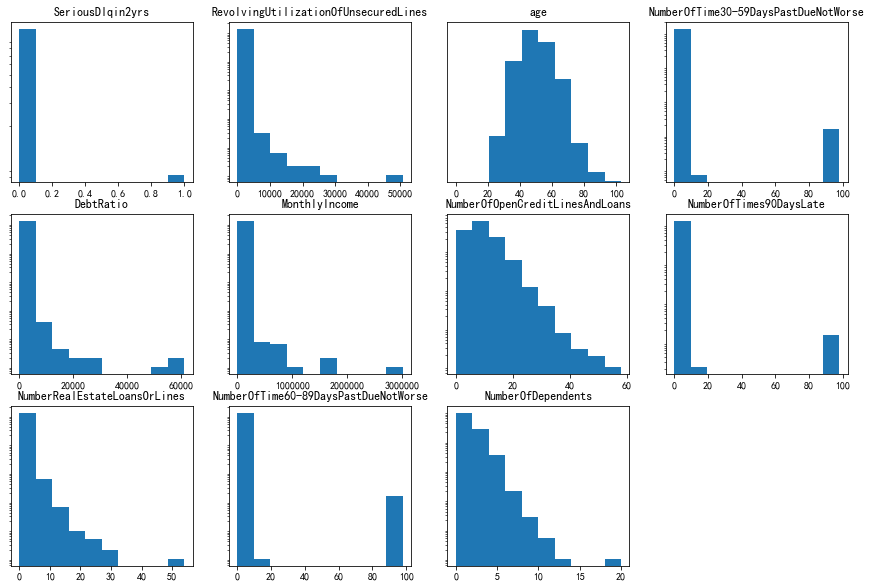 SeriousDlqin2yrs RevolvingUtilizationOfUnsecuredLines age NumberOfTime30-59DaysPastDueNotWorse
0.0 0.2 0.4 0.6 0.8 1.0 0 10000 20000 30000 40000 50000 0 20 40 60 80 100 0 20 40 60 80 100
DebtRatio MonthlyIncome NumberOfOpenCreditLinesAndLoans NumberOfTimes90DaysLate
0 20000 40000 60000 0 1000000 2000000 3000000 0 20 40 60 0 20 40 60 80 100
NumberRealEstateLoansOrLines NumberOfTime60-89DaysPastDueNotWorse NumberOfDependents
0 10 20 30 40 50 0 20 40 60 80 100 0 5 10 15 20